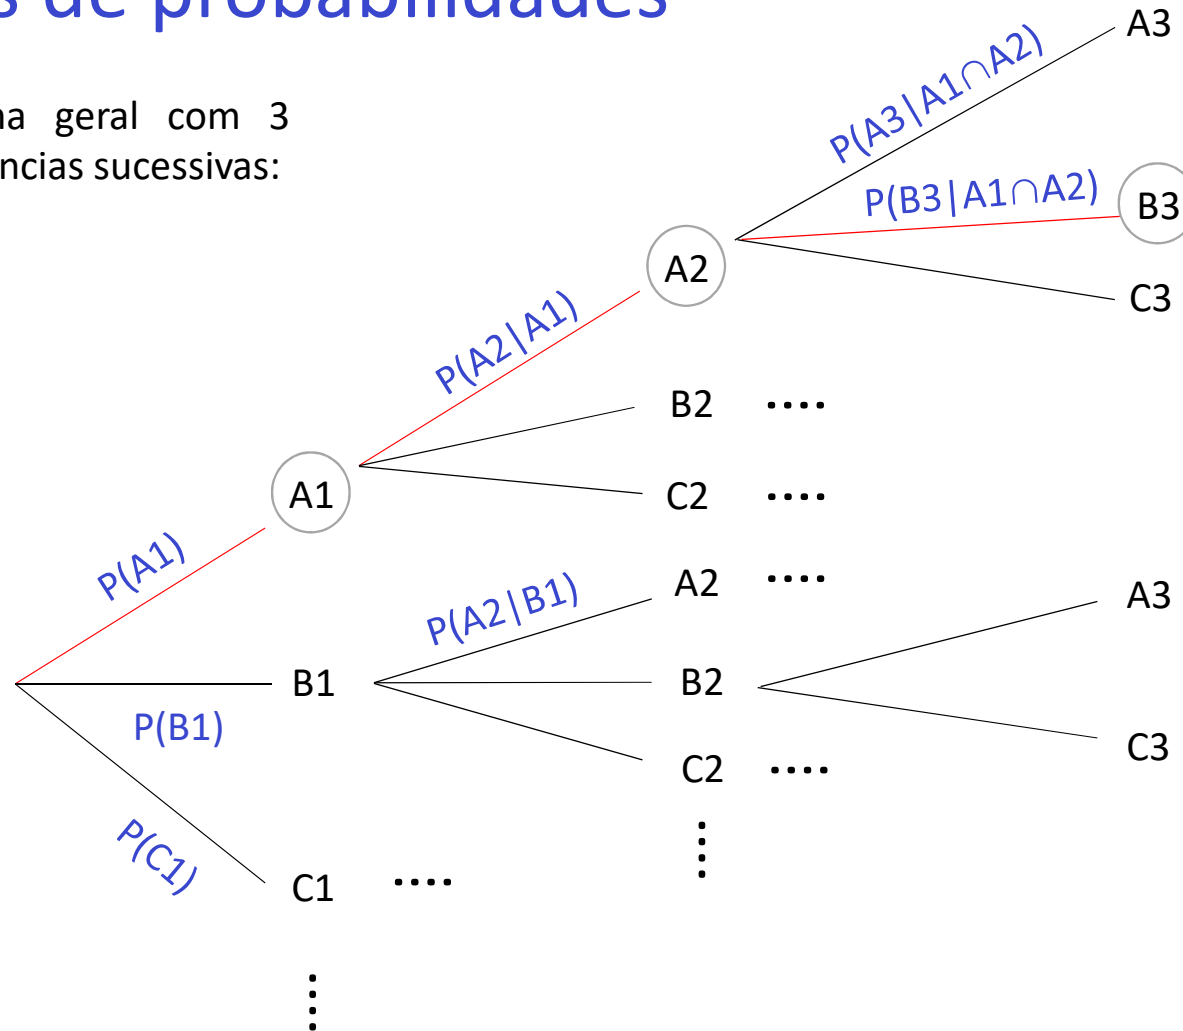 s de probabilidades
na geral com 3
ncias sucessivas:
A3
P(A3|A1∩A2)
P(B3|A1∩A2)
B3
A2
C3
P(A2|A1)
B2 ....
A1
C2 ....
P(A1)
A2 ....
P(A2|B1)
A3
B1
B2
P(B1)
C3
C2 ....
P(C1)
C1 ....